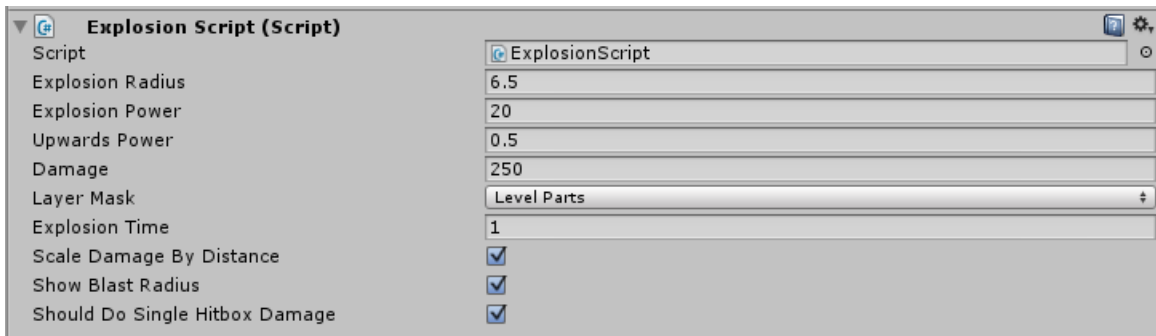 Explosion Script (Script)
Script ExplosionScript
Explosion Radius 6.5
Explosion Power 20
Upwards Power 0.5
Damage 250
Layer Mask Level Parts
Explosion Time 1
Scale Damage By Distance
Show Blast Radius
Should Do Single Hitbox Damage